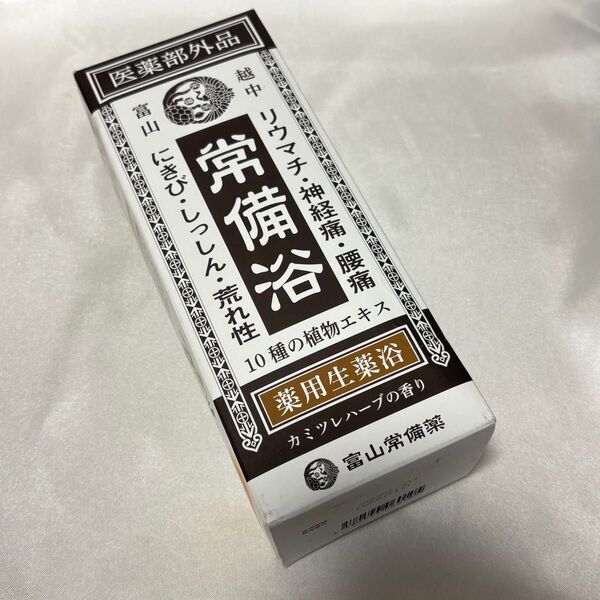 医薬部外品
越中
富山
リウマチ・神経痛・腰痛
常備浴
にきび・しっしん・荒れ性
10種の植物エキス
薬用生薬浴
カミツレハーブの香り
富山常備薬